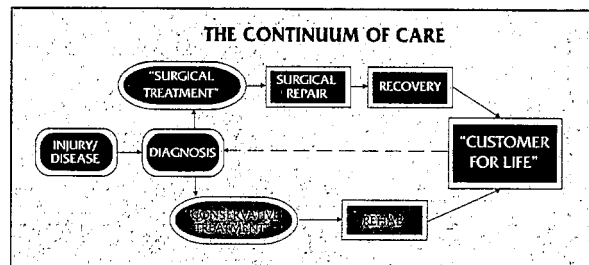 THE CONTINUUM OF CARE
"SURGICAL
TREATMENT"
SURGICAL
REPAIR
RECOVERY
INJURY/
DISEASE
DIAGNOSIS
"CUSTOMER
FOR LIFE"
"CONSERVATIVE
TREATMENT"
REHAB